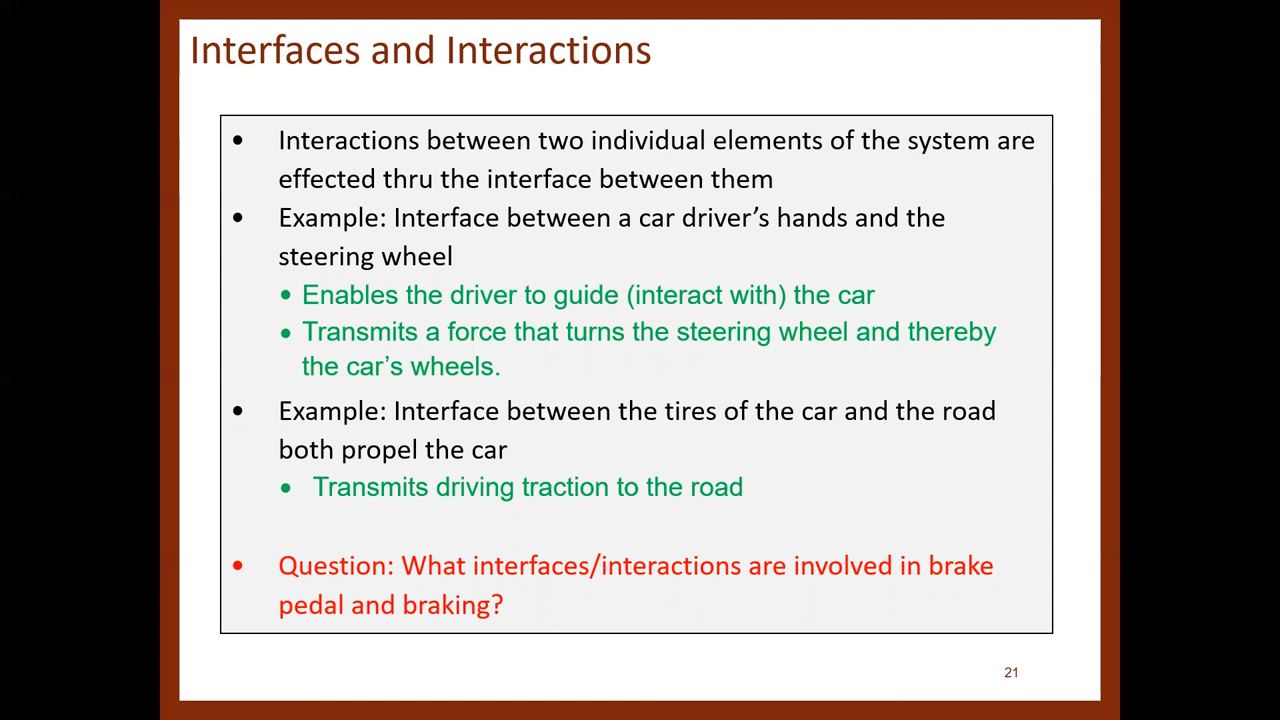 Interfaces and Interactions
• Interactions between two individual elements of the system are
effected thru the interface between them
• Example: Interface between a car driver’s hands and the
steering wheel
• Enables the driver to guide (interact with) the car
• Transmits a force that turns the steering wheel and thereby
the car’s wheels.
• Example: Interface between the tires of the car and the road
both propel the car
• Transmits driving traction to the road
• Question: What interfaces/interactions are involved in brake
pedal and braking?
21